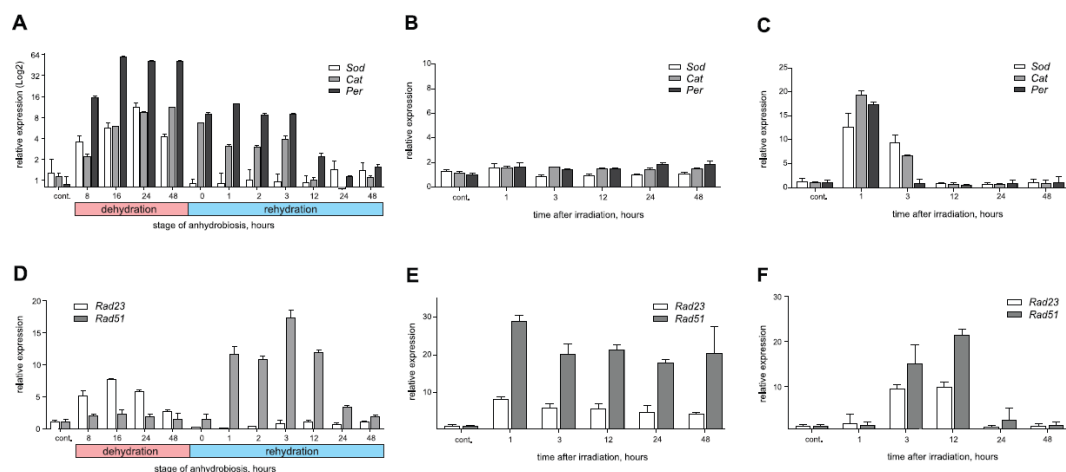 A
relative expression (Log2)
64
32
16
8
4
2
1
Sod
Cat
Per
cont. 8 16 24 48 0 1 2 3 12 24 48
dehydration rehydration
stage of anhydrobiosis, hours
B
relative expression
10
8
6
4
2
0
Sod
Cat
Per
cont. 1 3 12 24 48
time after irradiation, hours
C
relative expression
25
20
15
10
5
0
Sod
Cat
Per
cont. 1 3 12 24 48
time after irradiation, hours
D
relative expression
20
15
10
5
0
Rad23
Rad51
cont. 8 16 24 48 0 1 2 3 12 24 48
dehydration rehydration
stage of anhydrobiosis, hours
E
relative expression
30
20
10
Rad23
Rad51
cont. 1 3 12 24 48
time after irradiation, hours
F
relative expression
30
20
10
0
Rad23
Rad51
cont. 1 3 12 24 48
time after irradiation, hours